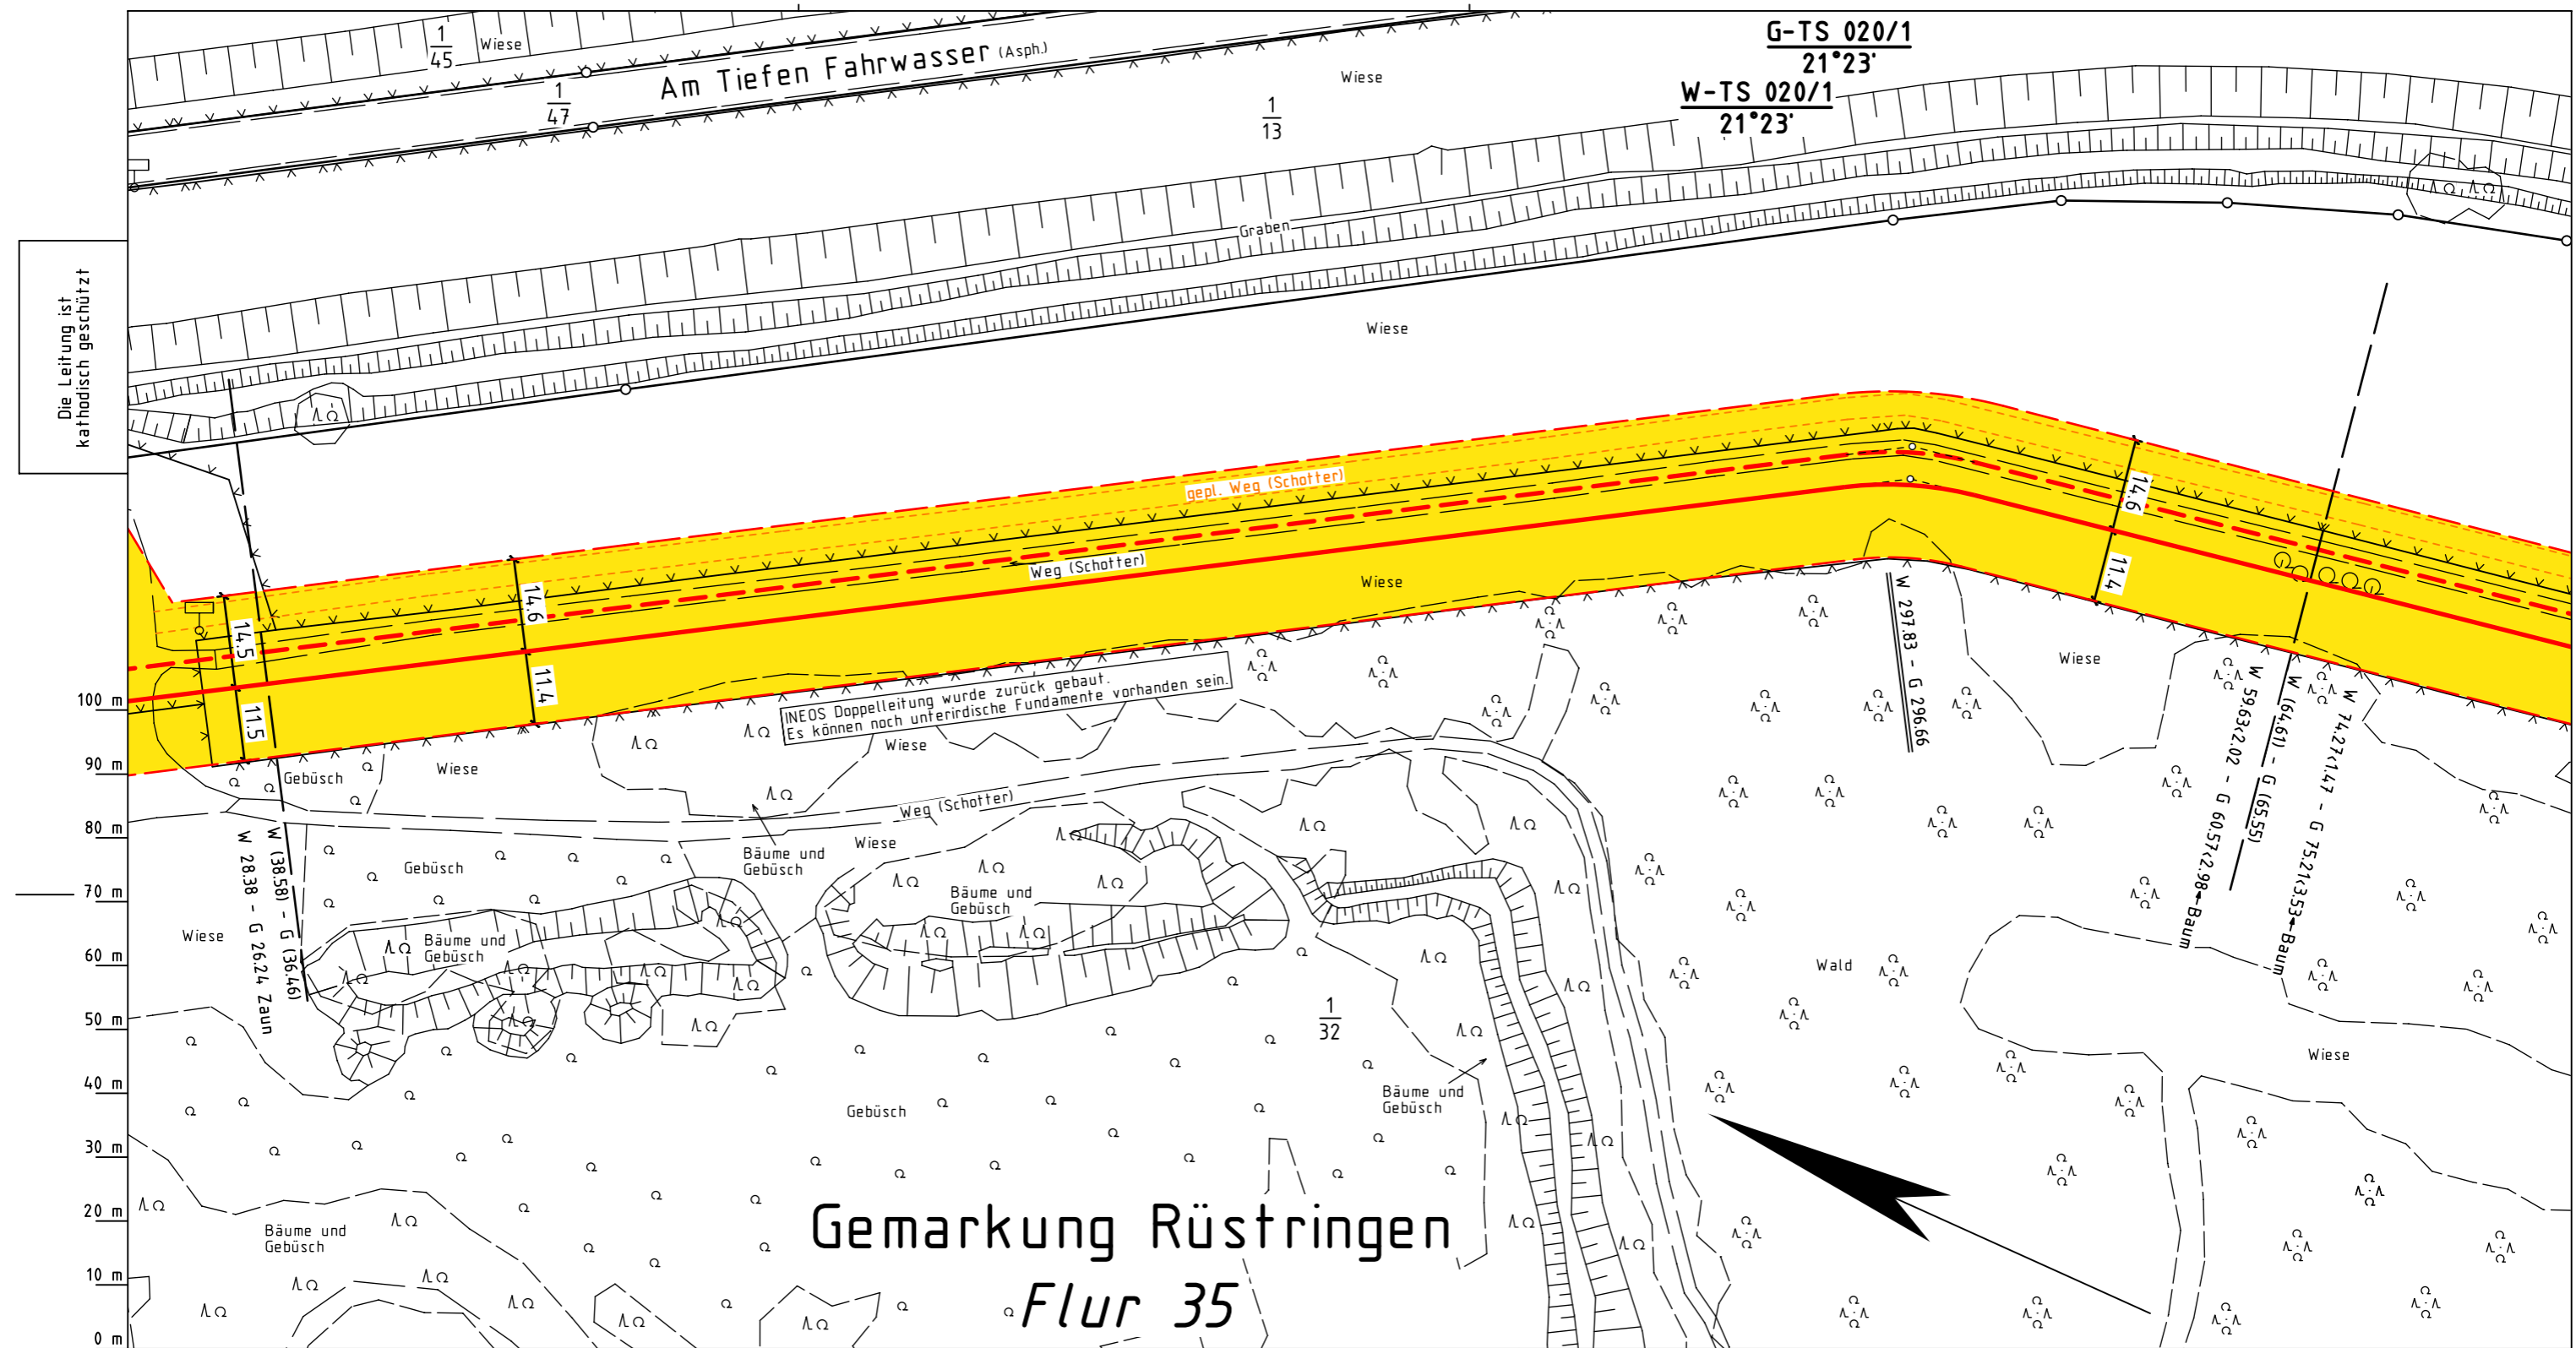 1
45
Wiese
Am Tiefen Fahrwasser (Asph.)
1
47
Wiese
1
13
G-TS 020/1
21°23'
W-TS 020/1
21°23'
Graben
Wiese
Die Leitung ist
kathodisch geschützt
gepl. Weg (Schotter)
Weg (Schotter)
Wiese
14.5
11.5
14.6
11.4
14.6
11.4
INEOS Doppelleitung wurde zurück gebaut.
Es können noch unterirdische Fundamente vorhanden sein.
W 297.83 - G 296.66
Wiese
W 59.63<2.02 - G 60.57<2.98 Baum
W (64.61) - G (65.55)
W 74.27<1.47 - G 75.21<3.53 Baum
100 m
90 m
80 m
70 m
60 m
50 m
40 m
30 m
20 m
10 m
0 m
Gebüsch
Wiese
Wiese
Weg (Schotter)
Wiese
Bäume und
Gebüsch
Gebüsch
Bäume und
Gebüsch
W (38.58) - G (36.46)
W 28.38 - G 26.24 Zaun
Wiese
Bäume und
Gebüsch
Wald
1
32
Wiese
Bäume und
Gebüsch
Gebüsch
Bäume und
Gebüsch
Gemarkung Rüstringen
Flur 35